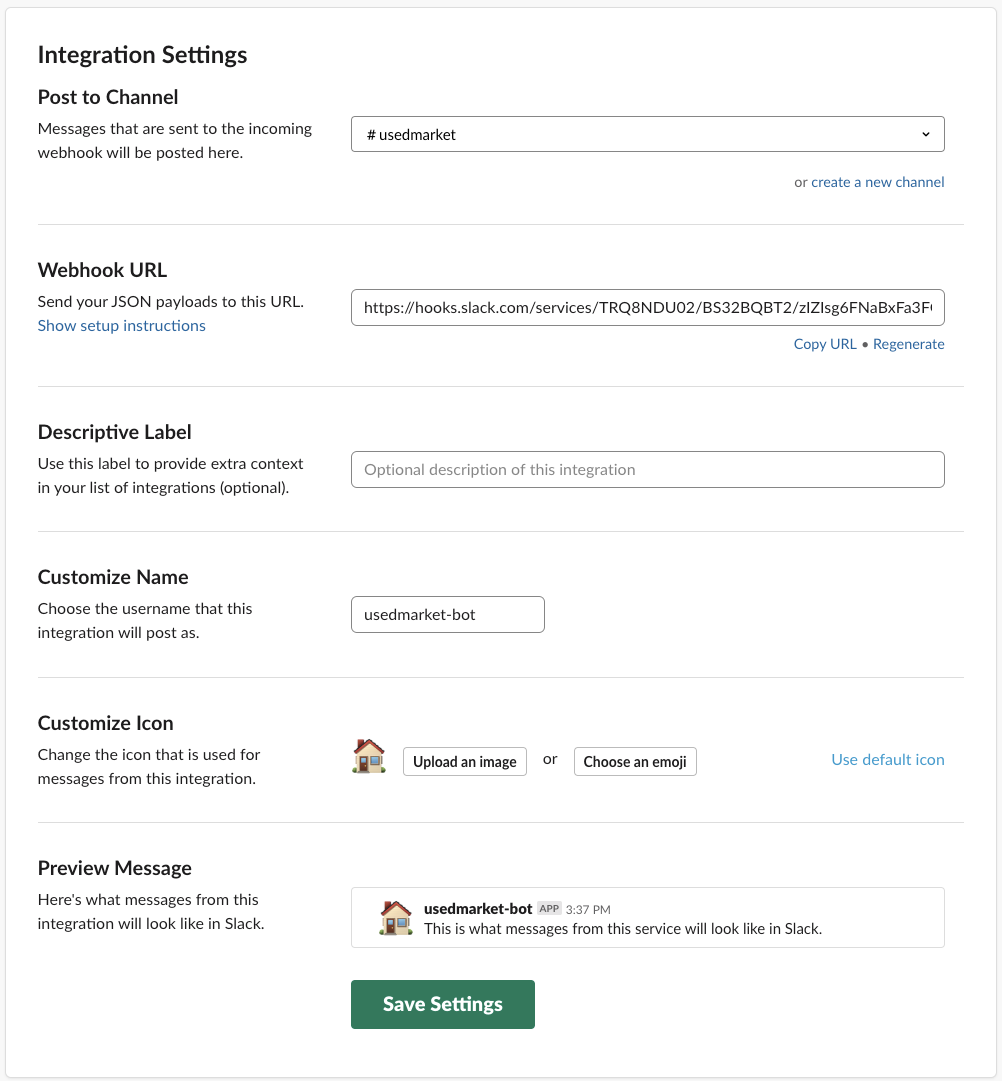 Integration Settings
Post to Channel
Messages that are sent to the incoming
webhook will be posted here.
# usedmarket
or create a new channel
Webhook URL
Send your JSON payloads to this URL.
Show setup instructions
https://hooks.slack.com/services/TRQ8NDU02/BS32BQBT2/
Copy URL • Regenerate
Descriptive Label
Use this label to provide extra context
in your list of integrations (optional).
Optional description of this integration
Customize Name
Choose the username that this
integration will post as.
usedmarket-bot
Customize Icon
Change the icon that is used for
messages from this integration.
Upload an image or Choose an emoji
Use default icon
Preview Message
Here's what messages from this
integration will look like in Slack.
usedmarket-bot APP 3:37 PM
This is what messages from this service will look like in Slack.
Save Settings